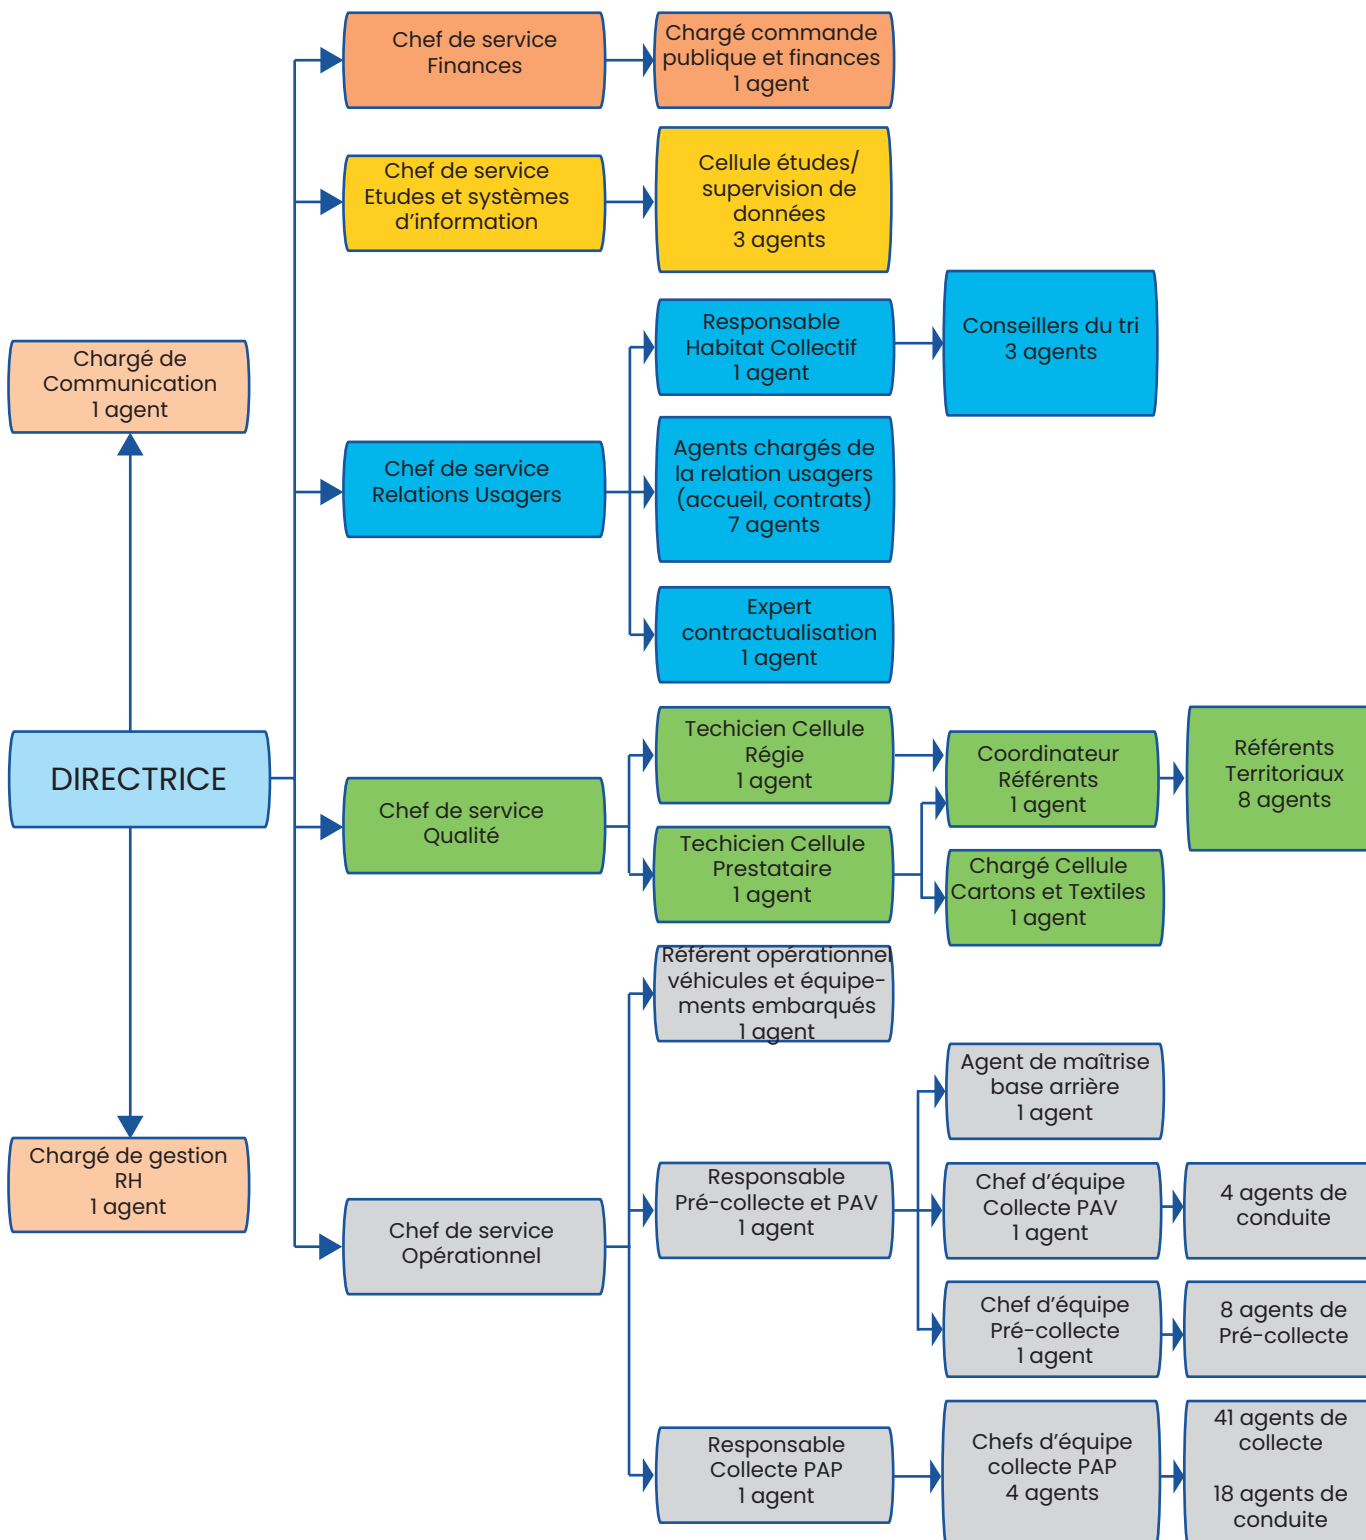 Chef de service
Finances
Chargé commande
publique et finances
1 agent
Chef de service
Etudes et systèmes
d'information
Cellule études/
supervision de
données
3 agents
Chargé de
Communication
1 agent
Chef de service
Relations Usagers
Responsable
Habitat Collectif
1 agent
Conseillers du tri
3 agents
Agents chargés de
la relation usagers
(accueil, contrats)
7 agents
Expert
contractualisation
1 agent
DIRECTRICE
Chef de service
Qualité
Techicien Cellule
Régie
1 agent
Coordinateur
Référents
1 agent
Référents
Territoriaux
8 agents
Techicien Cellule
Prestataire
1 agent
Chargé Cellule
Cartons et Textiles
1 agent
Chargé de gestion
RH
1 agent
Chef de service
Opérationnel
Référent opérationnel
véhicules et équipe-
ments embarqués
1 agent
Responsable
Pré-collecte et PAV
1 agent
Agent de maîtrise
base arrière
1 agent
Chef d'équipe
Collecte PAV
1 agent
4 agents de
conduite
Chef d'équipe
Pré-collecte
1 agent
8 agents de
Pré-collecte
Responsable
Collecte PAP
1 agent
Chefs d'équipe
collecte PAP
4 agents
41 agents de
collecte
18 agents de
conduite